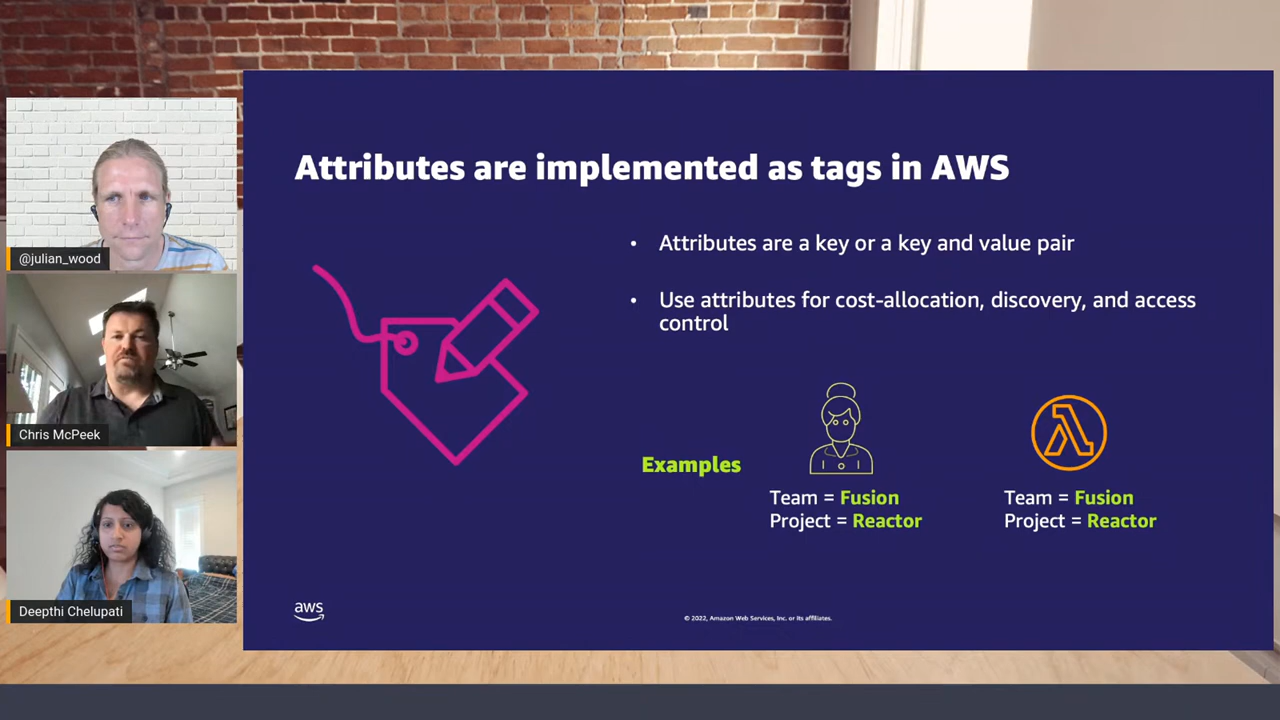 @julian_wood
Chris McPeek
Deepthi Chelupati
Attributes are implemented as tags in AWS
• Attributes are a key or a key and value pair
• Use attributes for cost-allocation, discovery, and access
control
Examples
Team = Fusion
Project = Reactor
Team = Fusion
Project = Reactor
aws
© 2022, Amazon Web Services, Inc. or its affiliates.